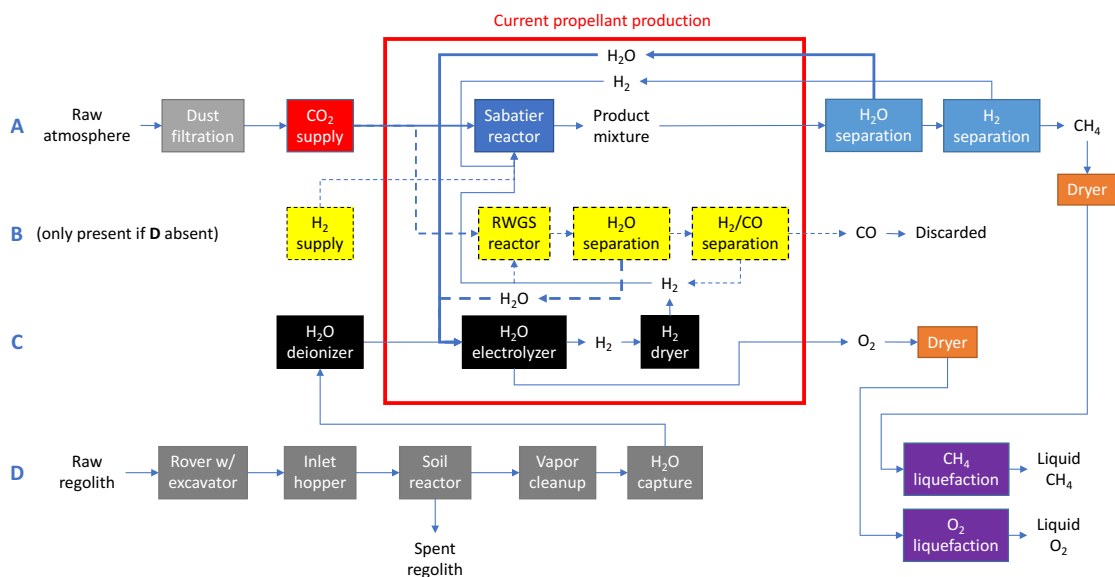 Current propellant production
H₂O
H₂
A
Raw
atmosphere
Dust
filtration
CO₂
supply
Sabatier
reactor
Product
mixture
H₂O
separation
H₂
separation
CH₄
Dryer
B
(only present if D absent)
H₂
supply
RWGS
reactor
H₂O
separation
H₂/CO
separation
CO
Discarded
H₂
H₂O
C
H₂O
deionizer
H₂O
electrolyzer
H₂
H₂
dryer
O₂
Dryer
D
Raw
regolith
Rover w/
excavator
Inlet
hopper
Soil
reactor
Vapor
cleanup
H₂O
capture
CH₄
liquefaction
Liquid
CH₄
O₂
liquefaction
Liquid
O₂
Spent
regolith